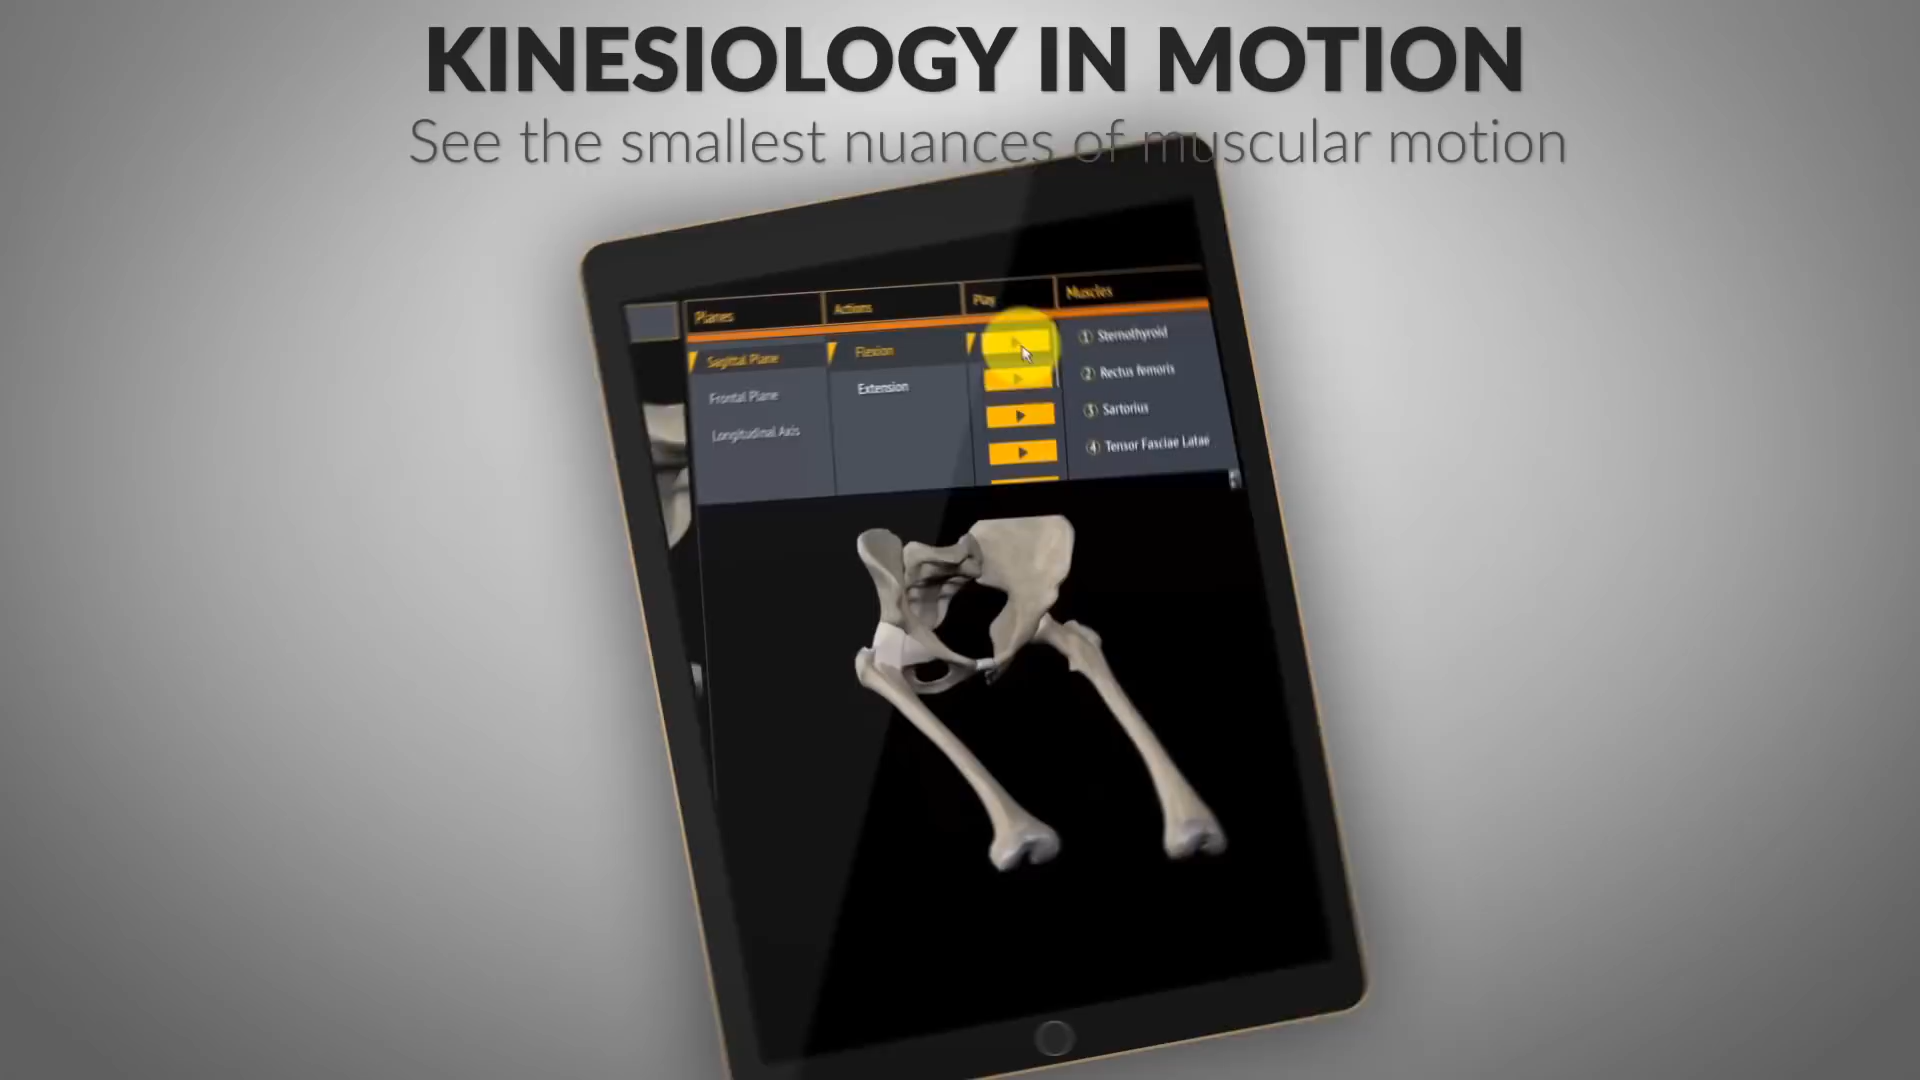 KINESIOLOGY IN MOTION
See the smallest nuances of muscular motion
Planes Actions Play Muscles
Sagittal Plane Flexion 1 Sternothyroid
Frontal Plane Extension 2 Rectus femoris
Longitudinal Axis 3 Sartorius
4 Tensor Fasciae Latae